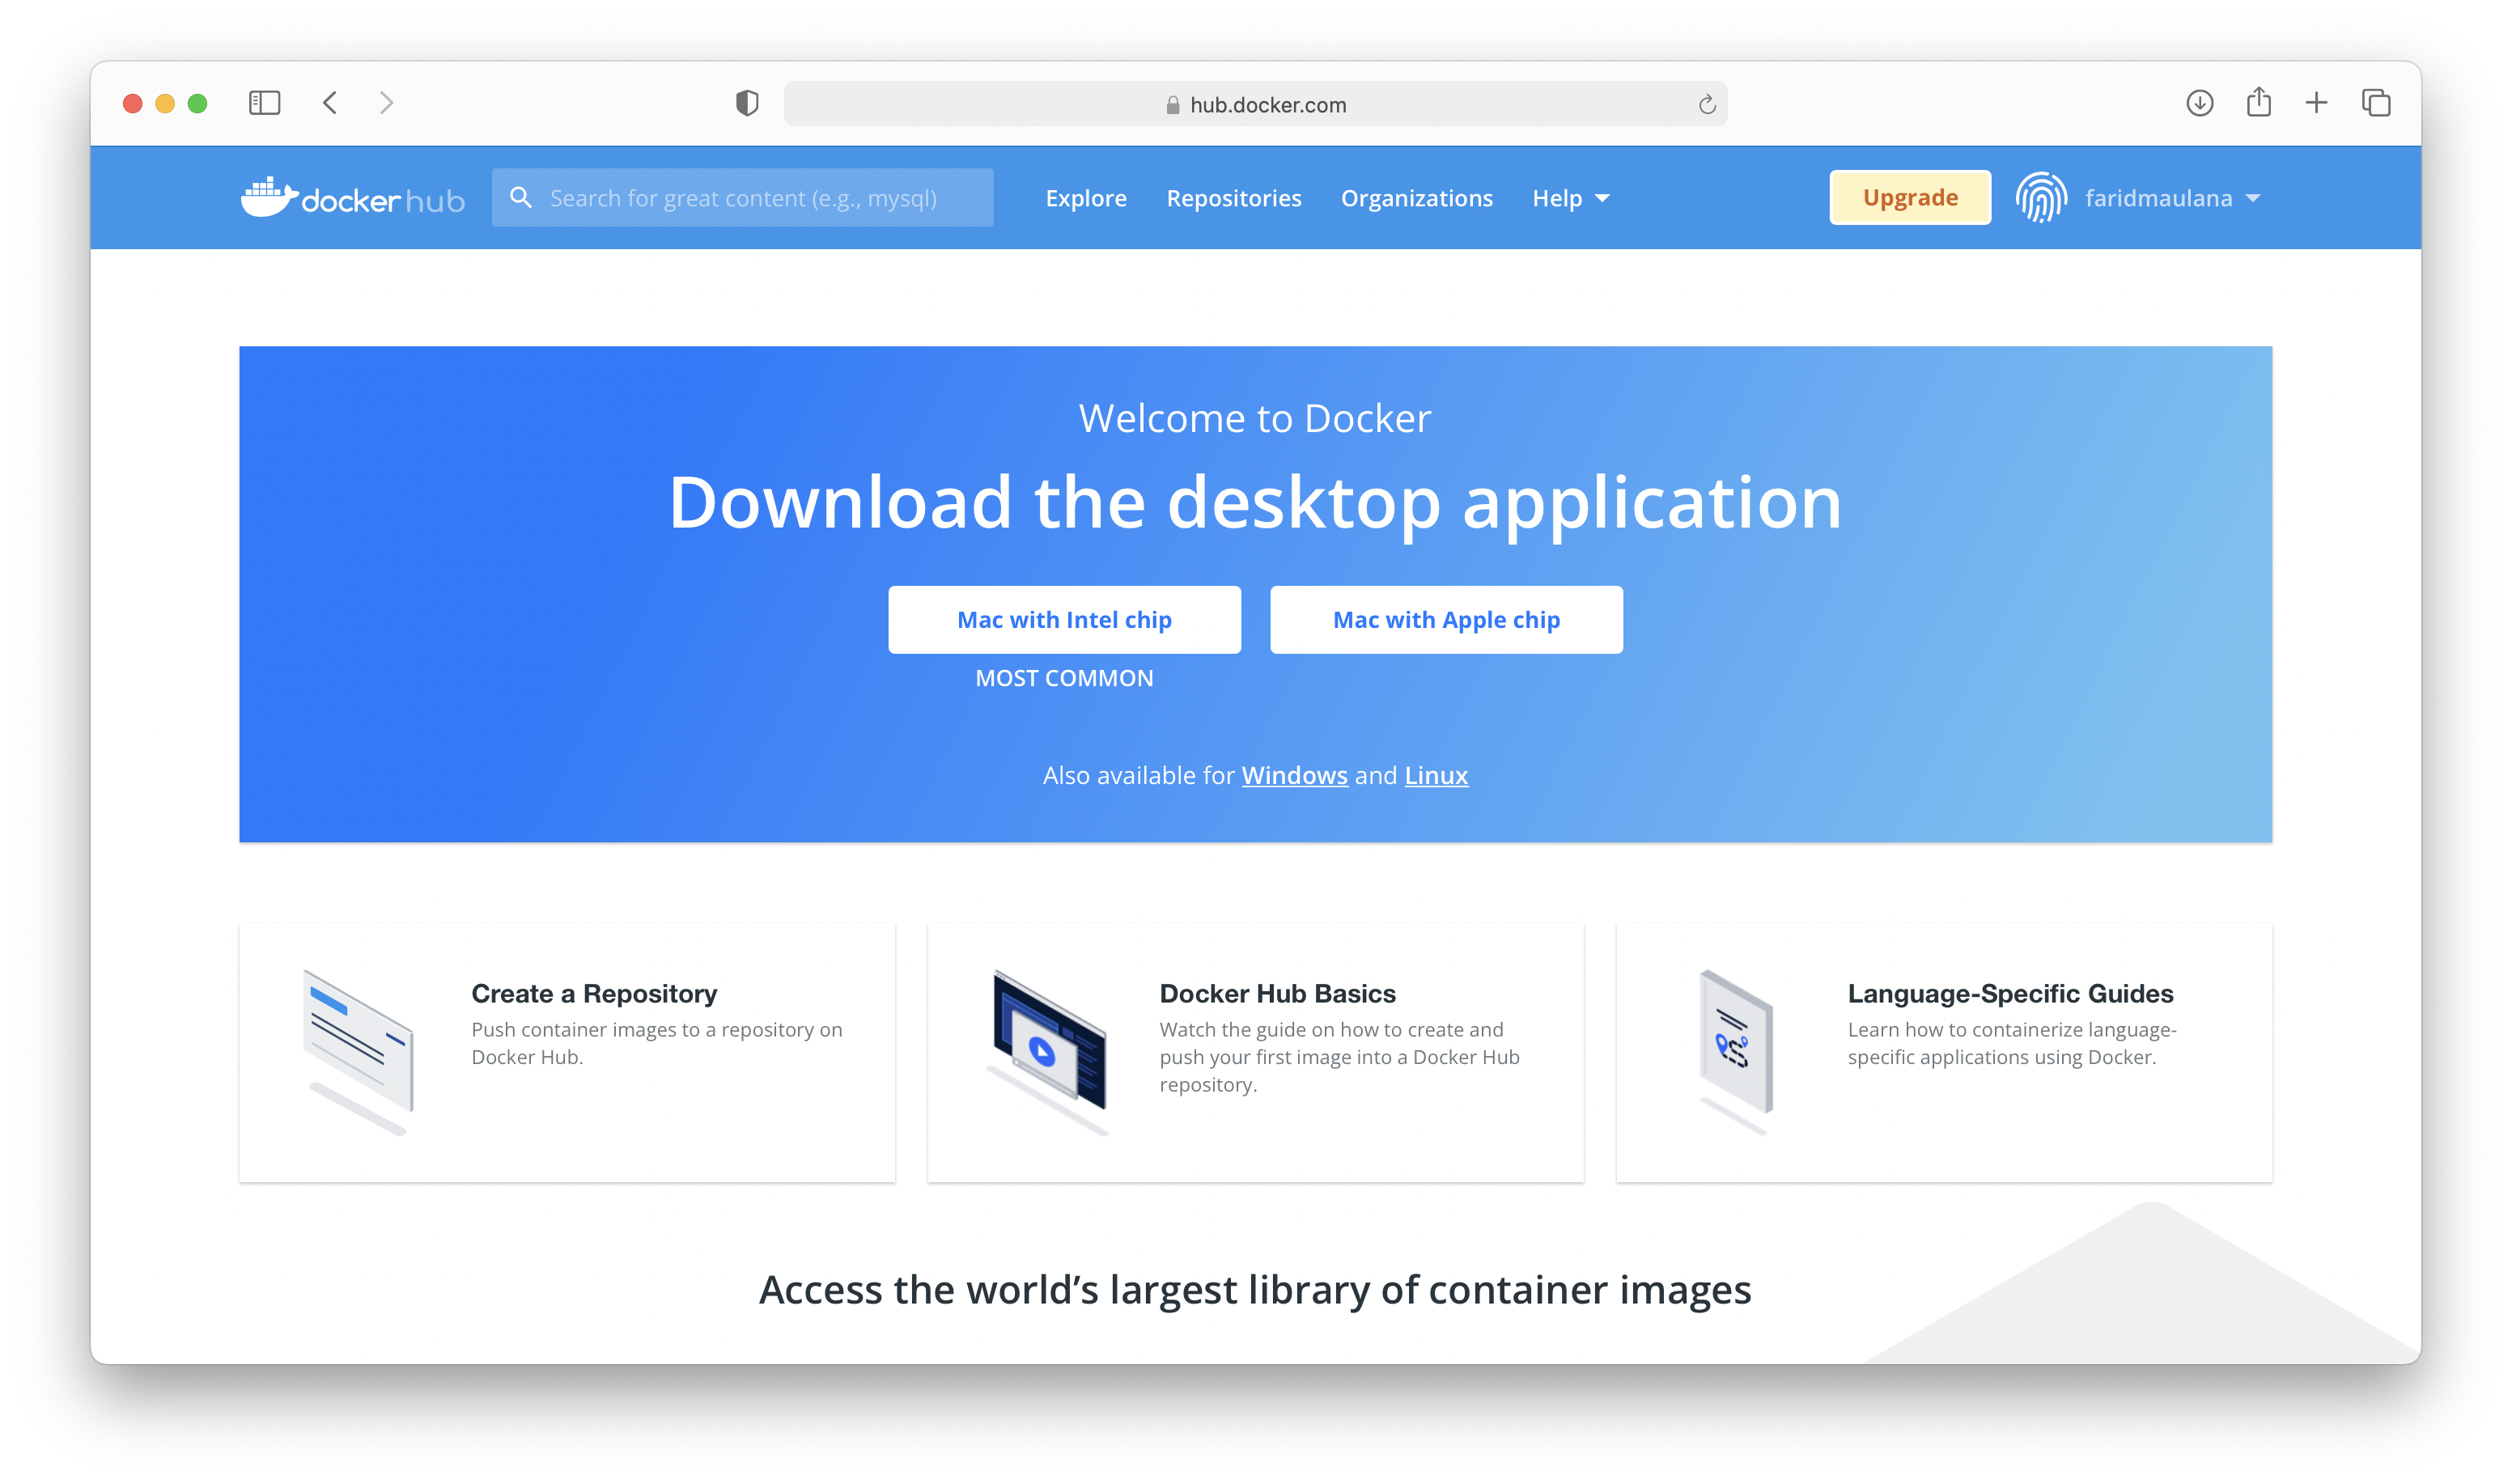 hub.docker.com
dockerhub
Search for great content (e.g., mysql)
Explore
Repositories
Organizations
Help
Upgrade
faridmaulana
Welcome to Docker
Download the desktop application
Mac with Intel chip
Mac with Apple chip
MOST COMMON
Also available for Windows and Linux
Create a Repository
Push container images to a repository on
Docker Hub.
Docker Hub Basics
Watch the guide on how to create and
push your first image into a Docker Hub
repository.
Language-Specific Guides
Learn how to containerize language-
specific applications using Docker.
Access the world’s largest library of container images